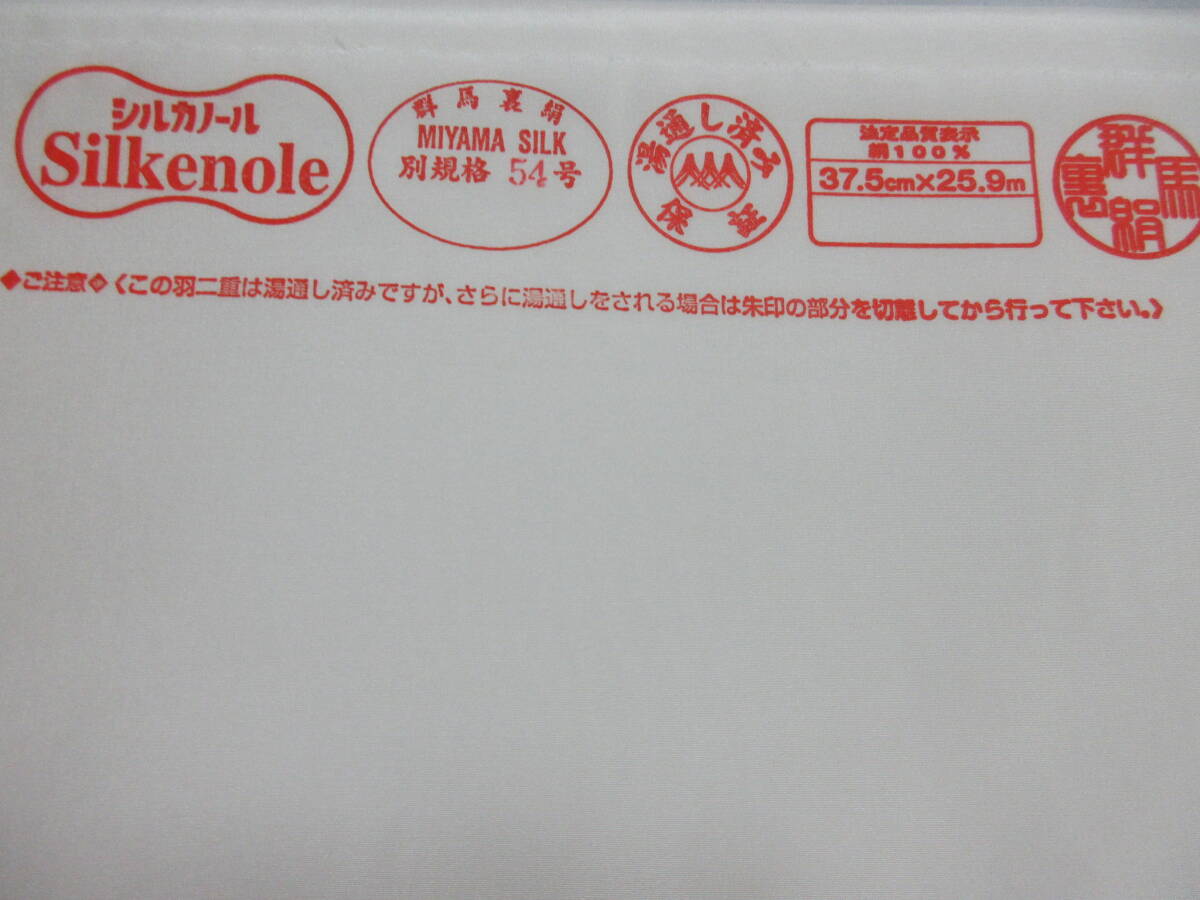 シルカノール
Silkenole
群馬裏絹
MIYAMA SILK
別規格 54号
湯通し済み
保証
法定品質表示
絹100%
37.5cm×25.9m
群馬裏絹
◆ご注意◆〈この羽二重は湯通し済みですが、さらに湯通しをされる場合は朱印の部分を切離してから行って下さい。〉